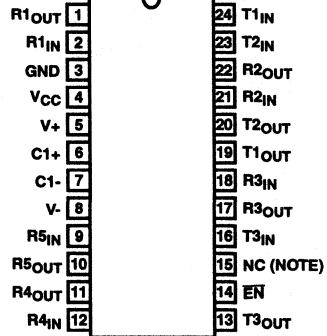 R1OUT 1 24 T1IN
R1IN 2 23 T2IN
GND 3 22 R2OUT
VCC 4 21 R2IN
V+ 5 20 T2OUT
C1+ 6 19 T1OUT
C1- 7 18 R3IN
V- 8 17 R3OUT
R5IN 9 16 T3IN
R5OUT 10 15 NC (NOTE)
R4OUT 11 14 E̅N̅
R4IN 12 13 T3OUT